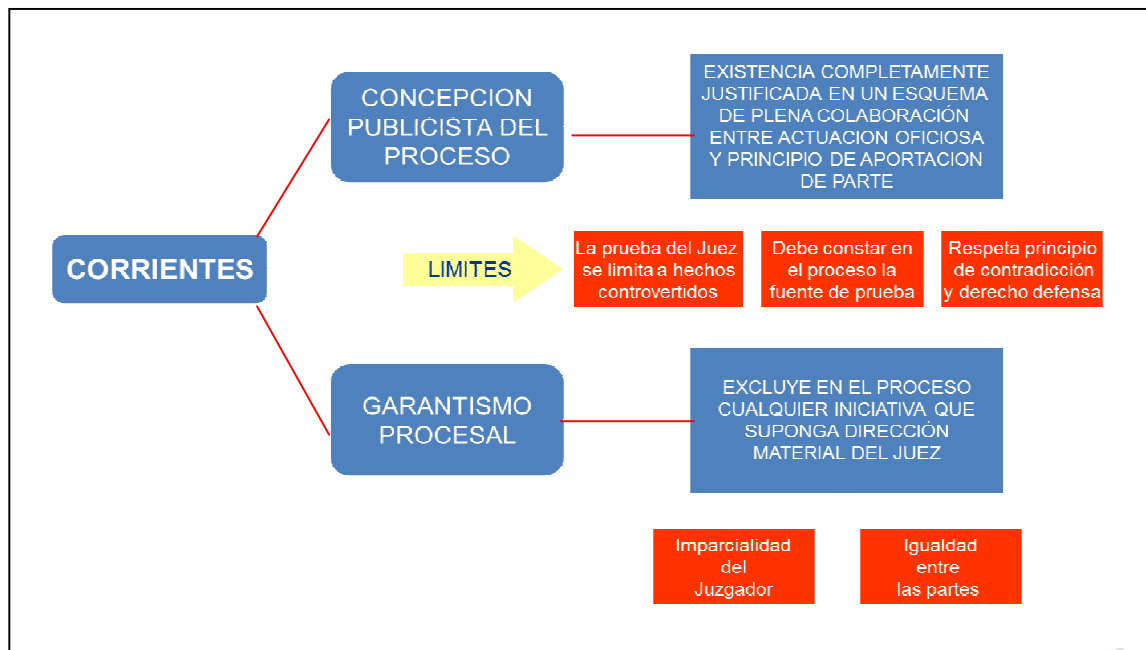 CONCEPCION
PUBLICISTA DEL
PROCESO
EXISTENCIA COMPLETAMENTE
JUSTIFICADA EN UN ESQUEMA
DE PLENA COLABORACIÓN
ENTRE ACTUACION OFICIOSA
Y PRINCIPIO DE APORTACION
DE PARTE
CORRIENTES
LIMITES
La prueba del Juez
se limita a hechos
controvertidos
Debe constar en
el proceso la
fuente de prueba
Respeta principio
de contradicción
y derecho defensa
GARANTISMO
PROCESAL
EXCLUYE EN EL PROCESO
CUALQUIER INICIATIVA QUE
SUPONGA DIRECCIÓN
MATERIAL DEL JUEZ
Imparcialidad
del
Juzgador
Igualdad
entre
las partes